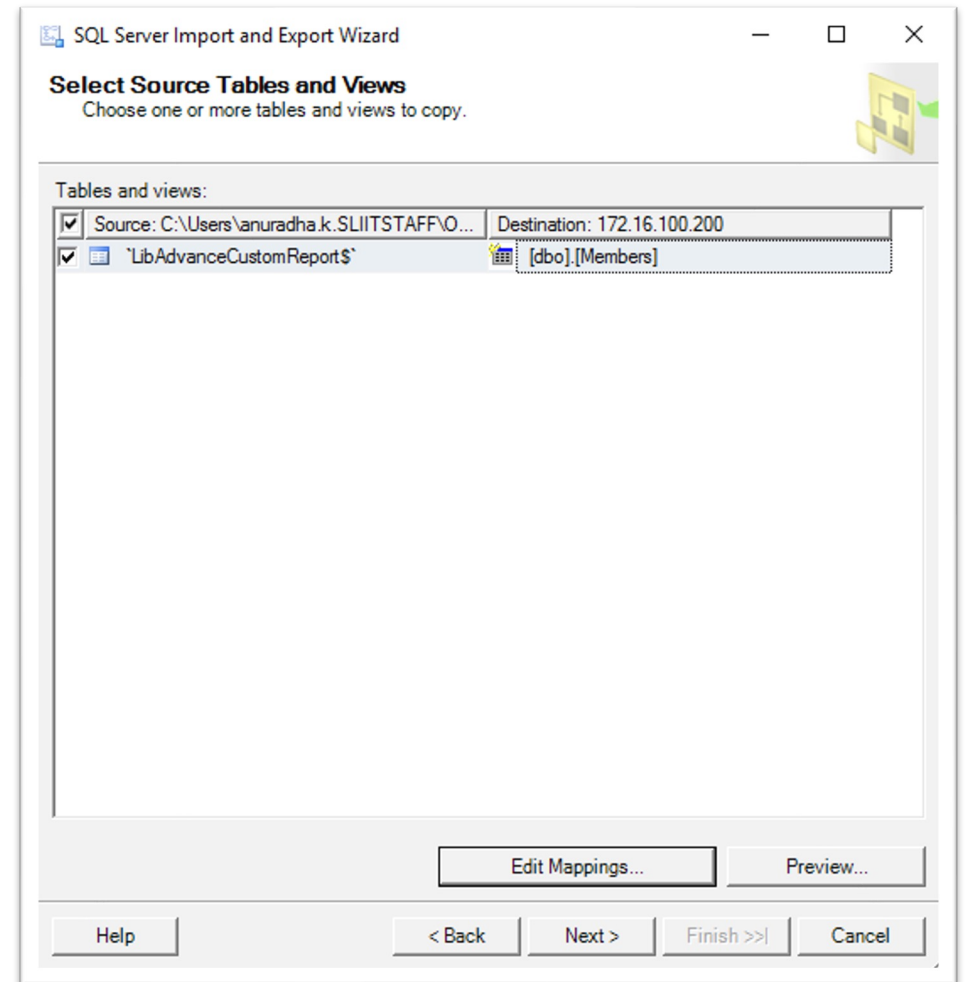 SQL Server Import and Export Wizard
Select Source Tables and Views
Choose one or more tables and views to copy.
Tables and views:
Source: C:\Users\anuradha.k.SLIITSTAFF\O... Destination: 172.16.100.200
`LibAdvanceCustomReport$` [dbo].[Members]
Edit Mappings... Preview...
Help < Back Next > Finish >>| Cancel